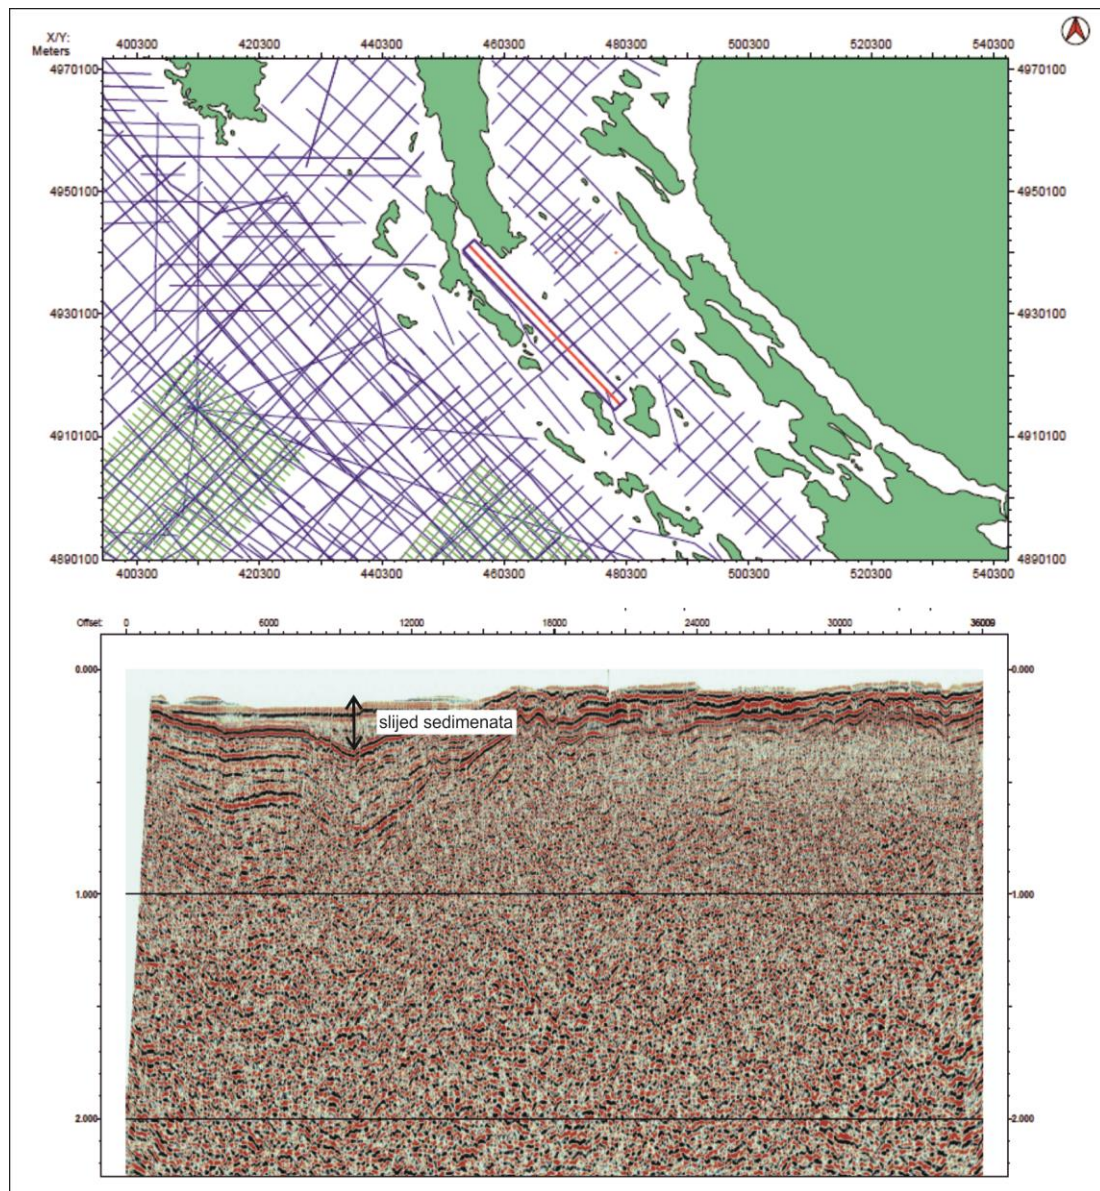 X/Y:
Meters
400300 420300 440300 460300 480300 500300 520300 540300
4970100 4970100
4950100 4950100
4930100 4930100
4910100 4910100
4890100 4890100
400300 420300 440300 460300 480300 500300 520300 540300
Offset: 0 6000 12000 18000 24000 30000 36009
0.000 0.000
slijed sedimenata
1.000 1.000
2.000 2.000